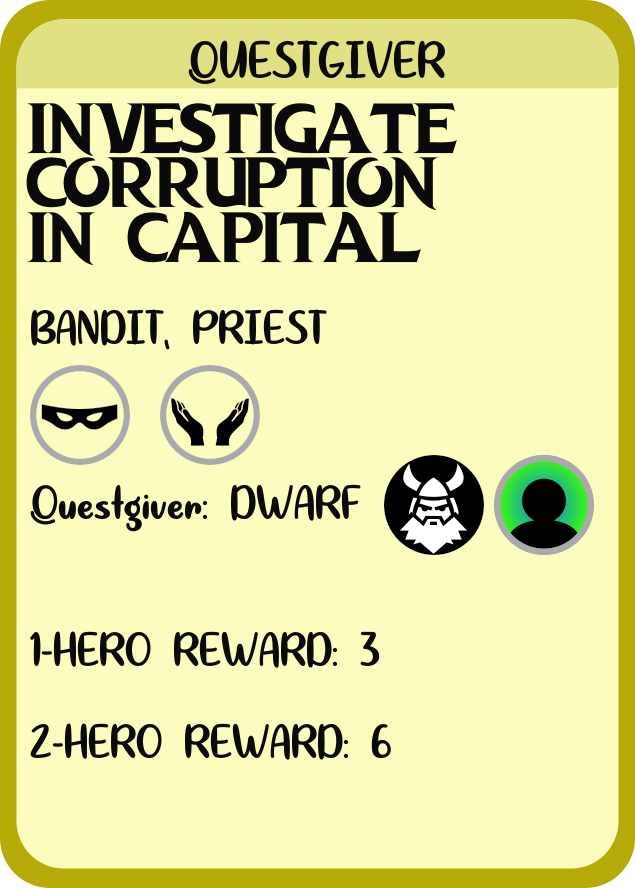 QUESTGIVER
INVESTIGATE
CORRUPTION
IN CAPITAL
BANDIT, PRIEST
Questgiver: DWARF
1-HERO REWARD: 3
2-HERO REWARD: 6